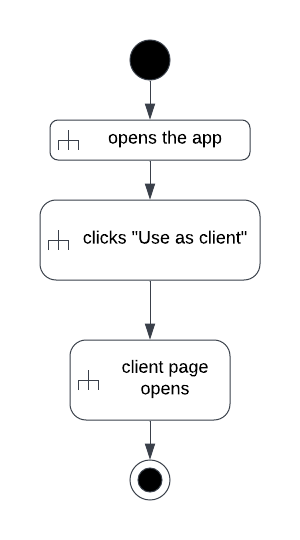 opens the app
clicks "Use as client"
client page
opens